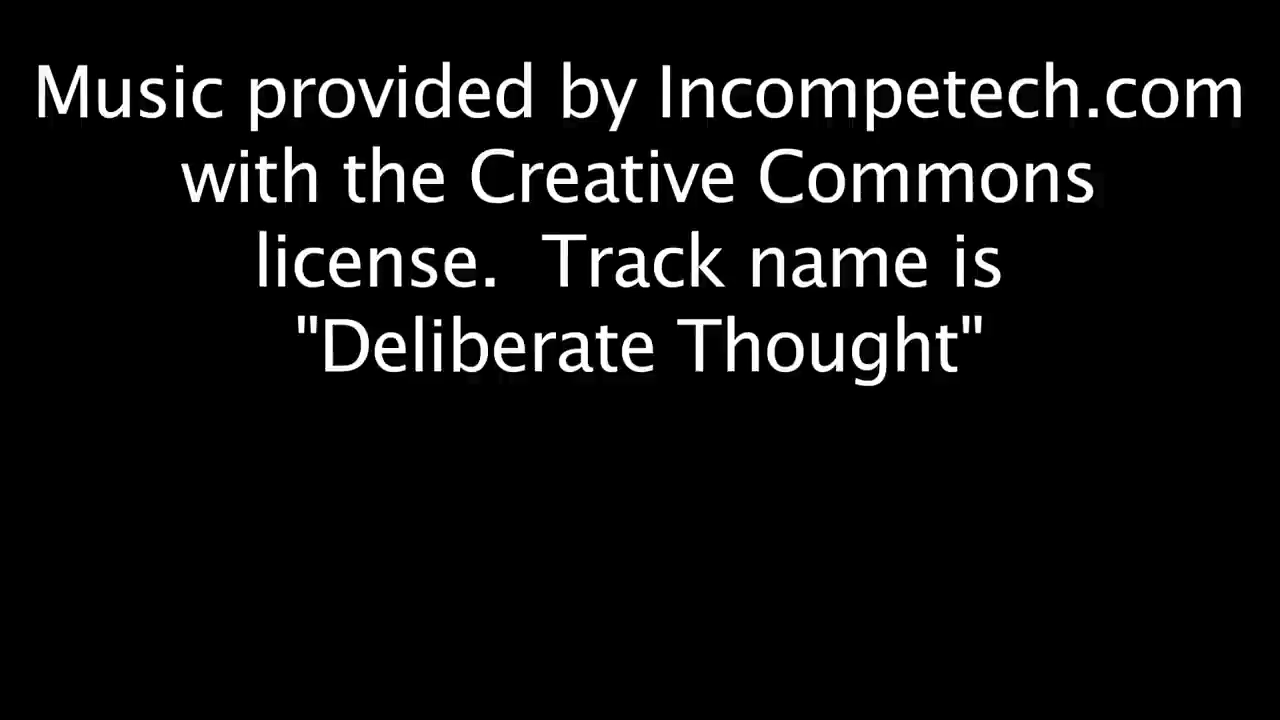 Music provided by Incompetech.com
with the Creative Commons
license.  Track name is
"Deliberate Thought"